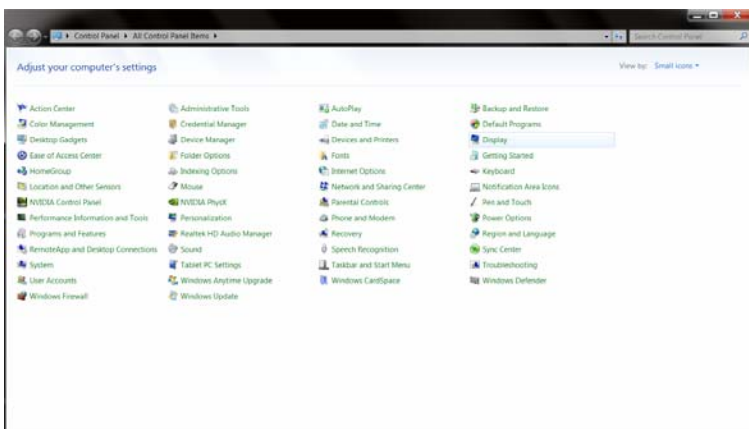 Control Panel ▸ All Control Panel Items ▸
Search Control Panel
Adjust your computer's settings
View by: Small icons
Action Center
Administrative Tools
AutoPlay
Backup and Restore
Color Management
Credential Manager
Date and Time
Default Programs
Desktop Gadgets
Device Manager
Devices and Printers
Display
Ease of Access Center
Folder Options
Fonts
Getting Started
HomeGroup
Indexing Options
Internet Options
Keyboard
Location and Other Sensors
Mouse
Network and Sharing Center
Notification Area Icons
NVIDIA Control Panel
NVIDIA PhysX
Parental Controls
Pen and Touch
Performance Information and Tools
Personalization
Phone and Modem
Power Options
Programs and Features
Realtek HD Audio Manager
Recovery
Region and Language
RemoteApp and Desktop Connections
Sound
Speech Recognition
Sync Center
System
Tablet PC Settings
Taskbar and Start Menu
Troubleshooting
User Accounts
Windows Anytime Upgrade
Windows CardSpace
Windows Defender
Windows Firewall
Windows Update